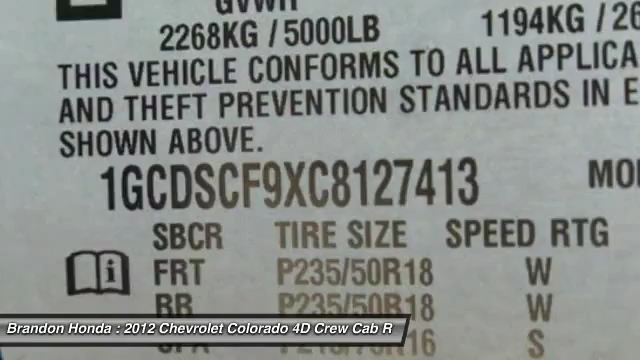 GVWR
2268KG / 5000LB 1194KG / 26
THIS VEHICLE CONFORMS TO ALL APPLICA
AND THEFT PREVENTION STANDARDS IN E
SHOWN ABOVE.
1GCDSCF9XC8127413 MO
SBCR TIRE SIZE SPEED RTG
FRT P235/50R18 W
RR P235/50R18 W
S
Brandon Honda : 2012 Chevrolet Colorado 4D Crew Cab R